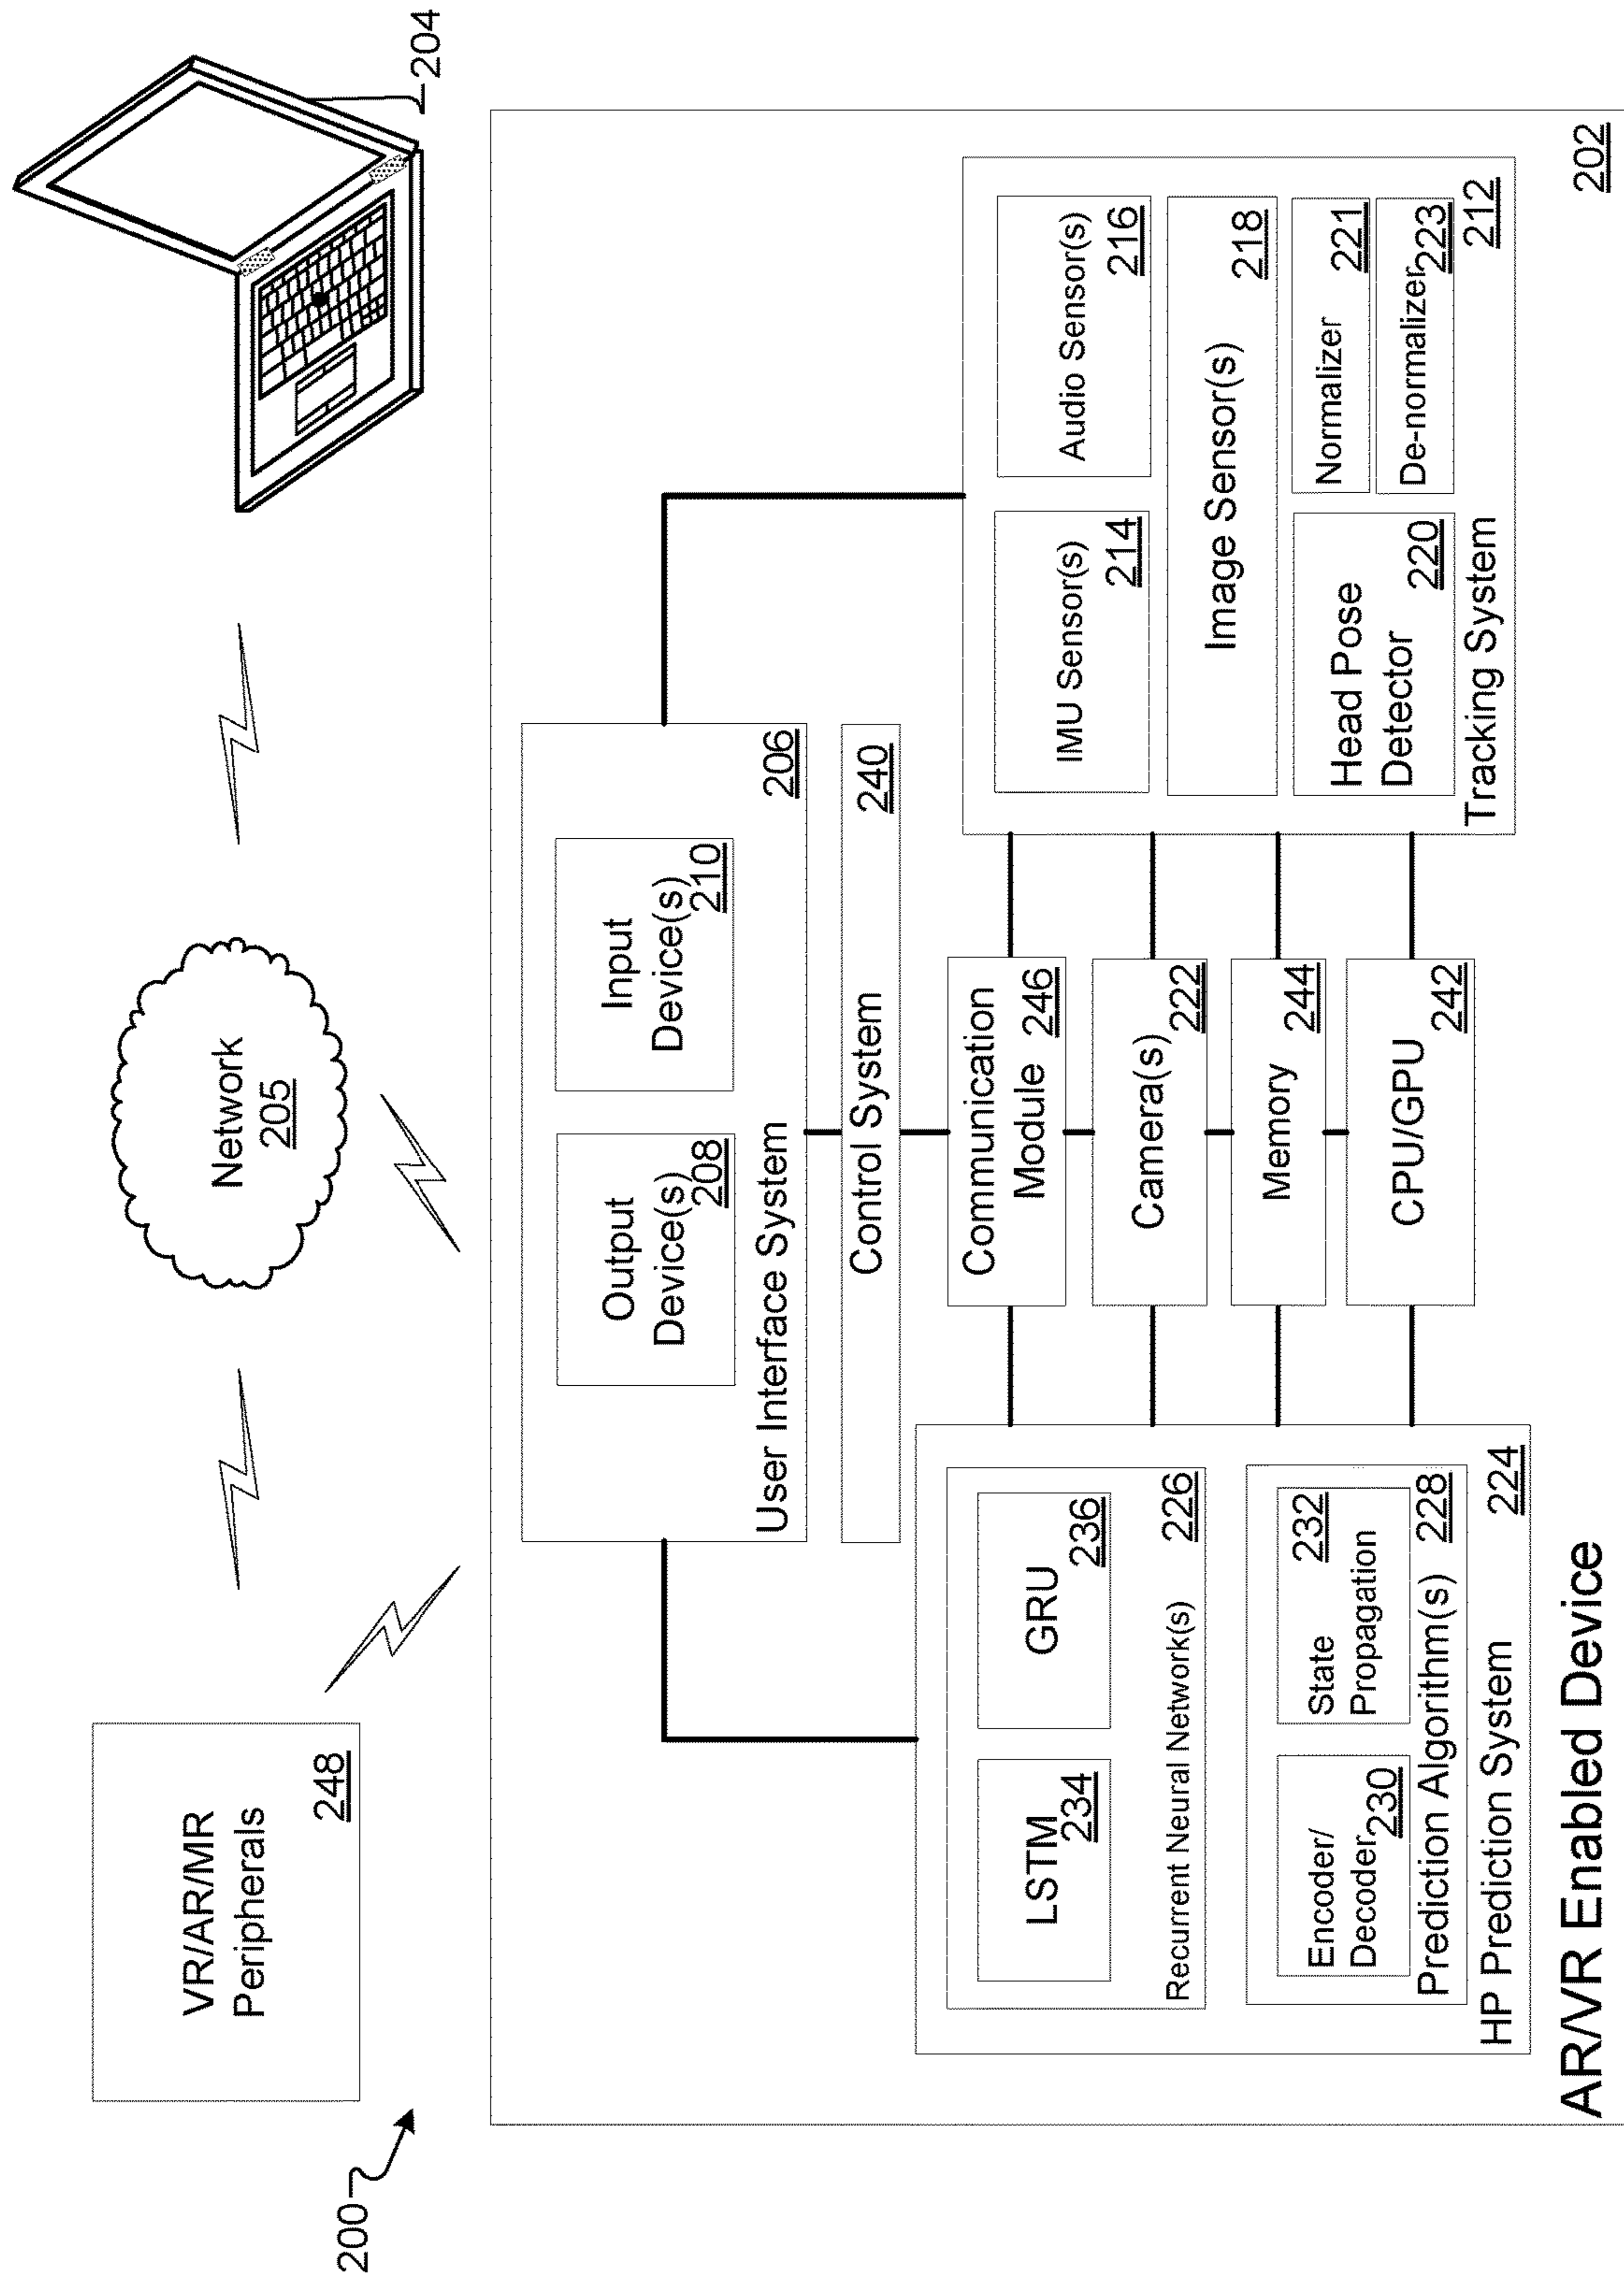 200
VR/AR/MR
Peripherals
248
Network
205
204
Output
Device(s)
208
Input
Device(s)
210
User Interface System
206
Control System
240
LSTM
234
GRU
236
Recurrent Neural Network(s)
226
Encoder/
Decoder
230
State
232
Propagation
Prediction Algorithm(s)
228
HP Prediction System
224
Communication
Module
246
Camera(s)
222
Memory
244
CPU/GPU
242
IMU Sensor(s)
214
Audio Sensor(s)
216
Image Sensor(s)
218
Head Pose
Detector
220
Normalizer
221
De-normalizer
223
Tracking System
212
AR/VR Enabled Device
202